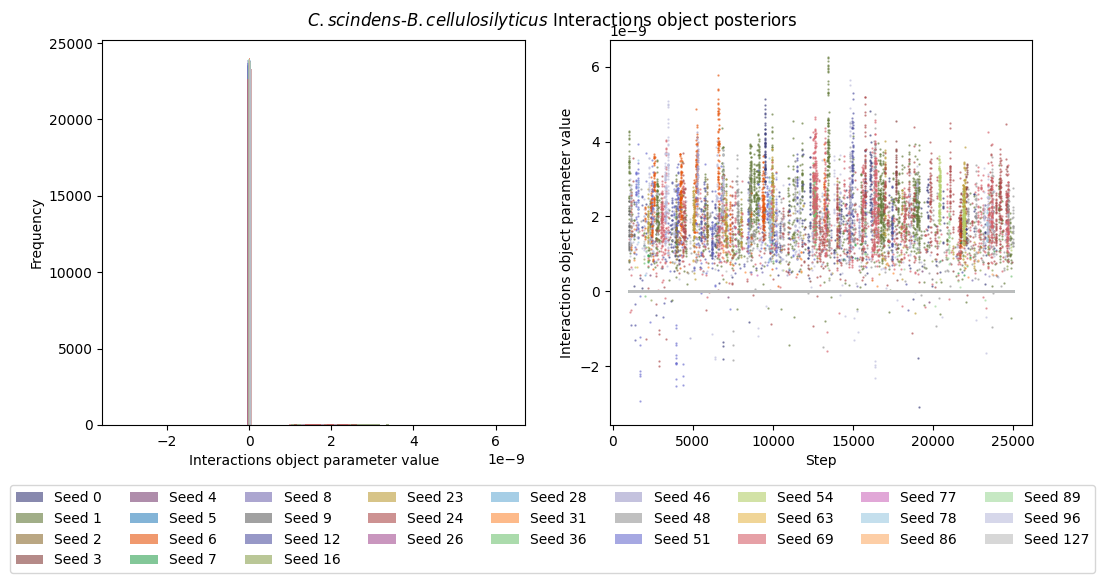 C. scindens-B. cellulosilyticus Interactions object posteriors
25000
20000
15000
10000
5000
0
Frequency
−2 0 2 4 6
1e−9
Interactions object parameter value
1e−9
6
4
2
0
−2
Interactions object parameter value
0 5000 10000 15000 20000 25000
Step
Seed 0 Seed 4 Seed 8 Seed 23 Seed 28 Seed 46 Seed 54 Seed 77 Seed 89
Seed 1 Seed 5 Seed 9 Seed 24 Seed 31 Seed 48 Seed 63 Seed 78 Seed 96
Seed 2 Seed 6 Seed 12 Seed 26 Seed 36 Seed 51 Seed 69 Seed 86 Seed 127
Seed 3 Seed 7 Seed 16